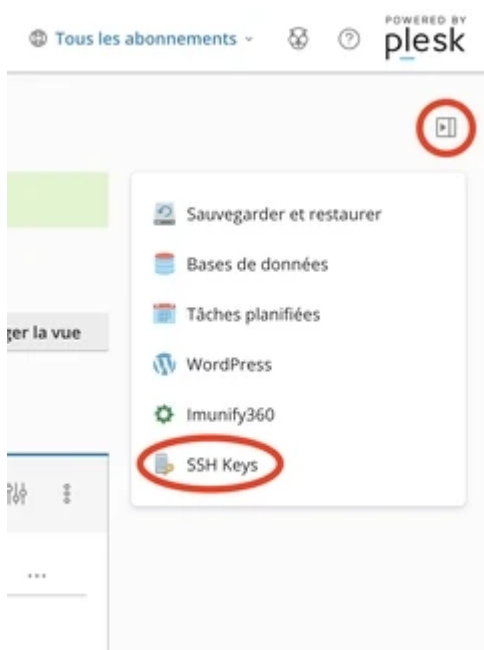 POWERED BY
Tous les abonnements
plesk
Sauvegarder et restaurer
Bases de données
Tâches planifiées
ger la vue
WordPress
Imunify360
SSH Keys
...